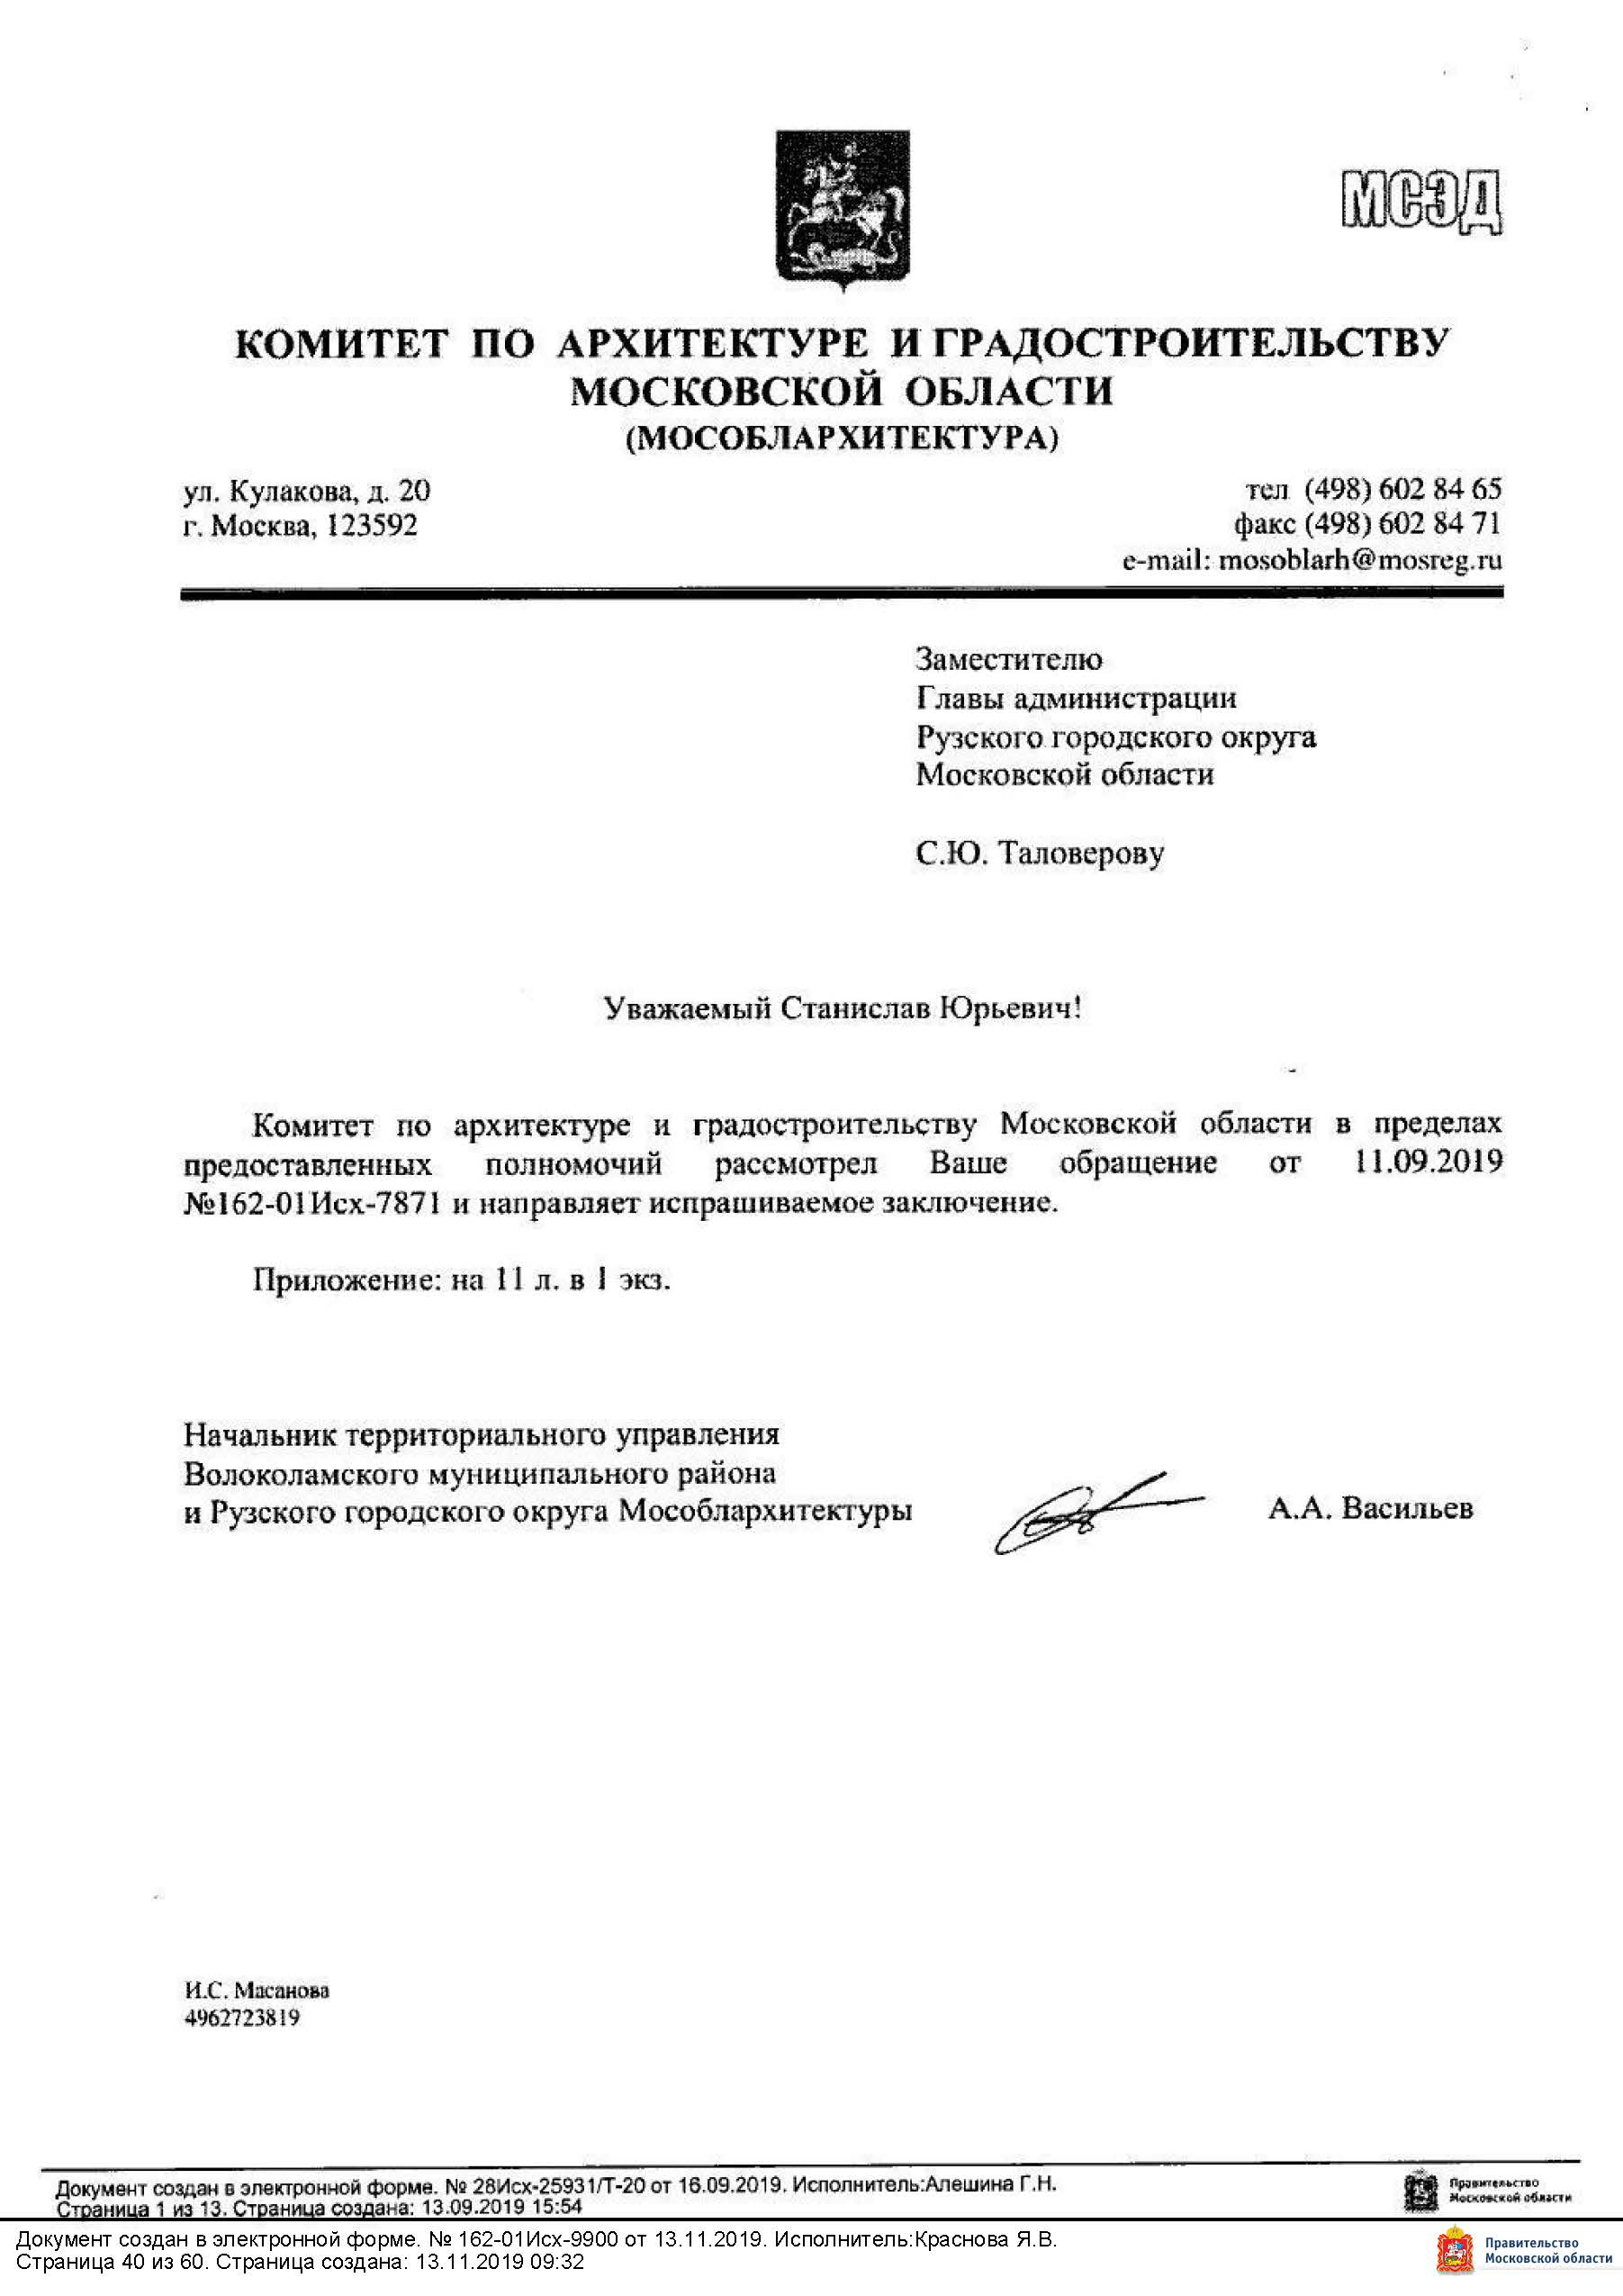 МСЭД
КОМИТЕТ ПО АРХИТЕКТУРЕ И ГРАДОСТРОИТЕЛЬСТВУ
МОСКОВСКОЙ ОБЛАСТИ
(МОСОБЛАРХИТЕКТУРА)
ул. Кулакова, д. 20
г. Москва, 123592
тел (498) 602 84 65
факс (498) 602 84 71
e-mail: mosoblarh@mosreg.ru
Заместителю
Главы администрации
Рузского городского округа
Московской области
С.Ю. Таловерову
Уважаемый Станислав Юрьевич!
Комитет по архитектуре и градостроительству Московской области в пределах
предоставленных полномочий рассмотрел Ваше обращение от 11.09.2019
№162-01Исх-7871 и направляет испрашиваемое заключение.
Приложение: на 11 л. в 1 экз.
Начальник территориального управления
Волоколамского муниципального района
и Рузского городского округа Мособлархитектуры
А.А. Васильев
И.С. Масанова
4962723819
Документ создан в электронной форме. № 28Исх-25931/Т-20 от 16.09.2019. Исполнитель:Алешина Г.Н.
Страница 1 из 13. Страница создана: 13.09.2019 15:54
Правительство
Московской области
Документ создан в электронной форме. № 162-01Исх-9900 от 13.11.2019. Исполнитель:Краснова Я.В.
Страница 40 из 60. Страница создана: 13.11.2019 09:32
Правительство
Московской области